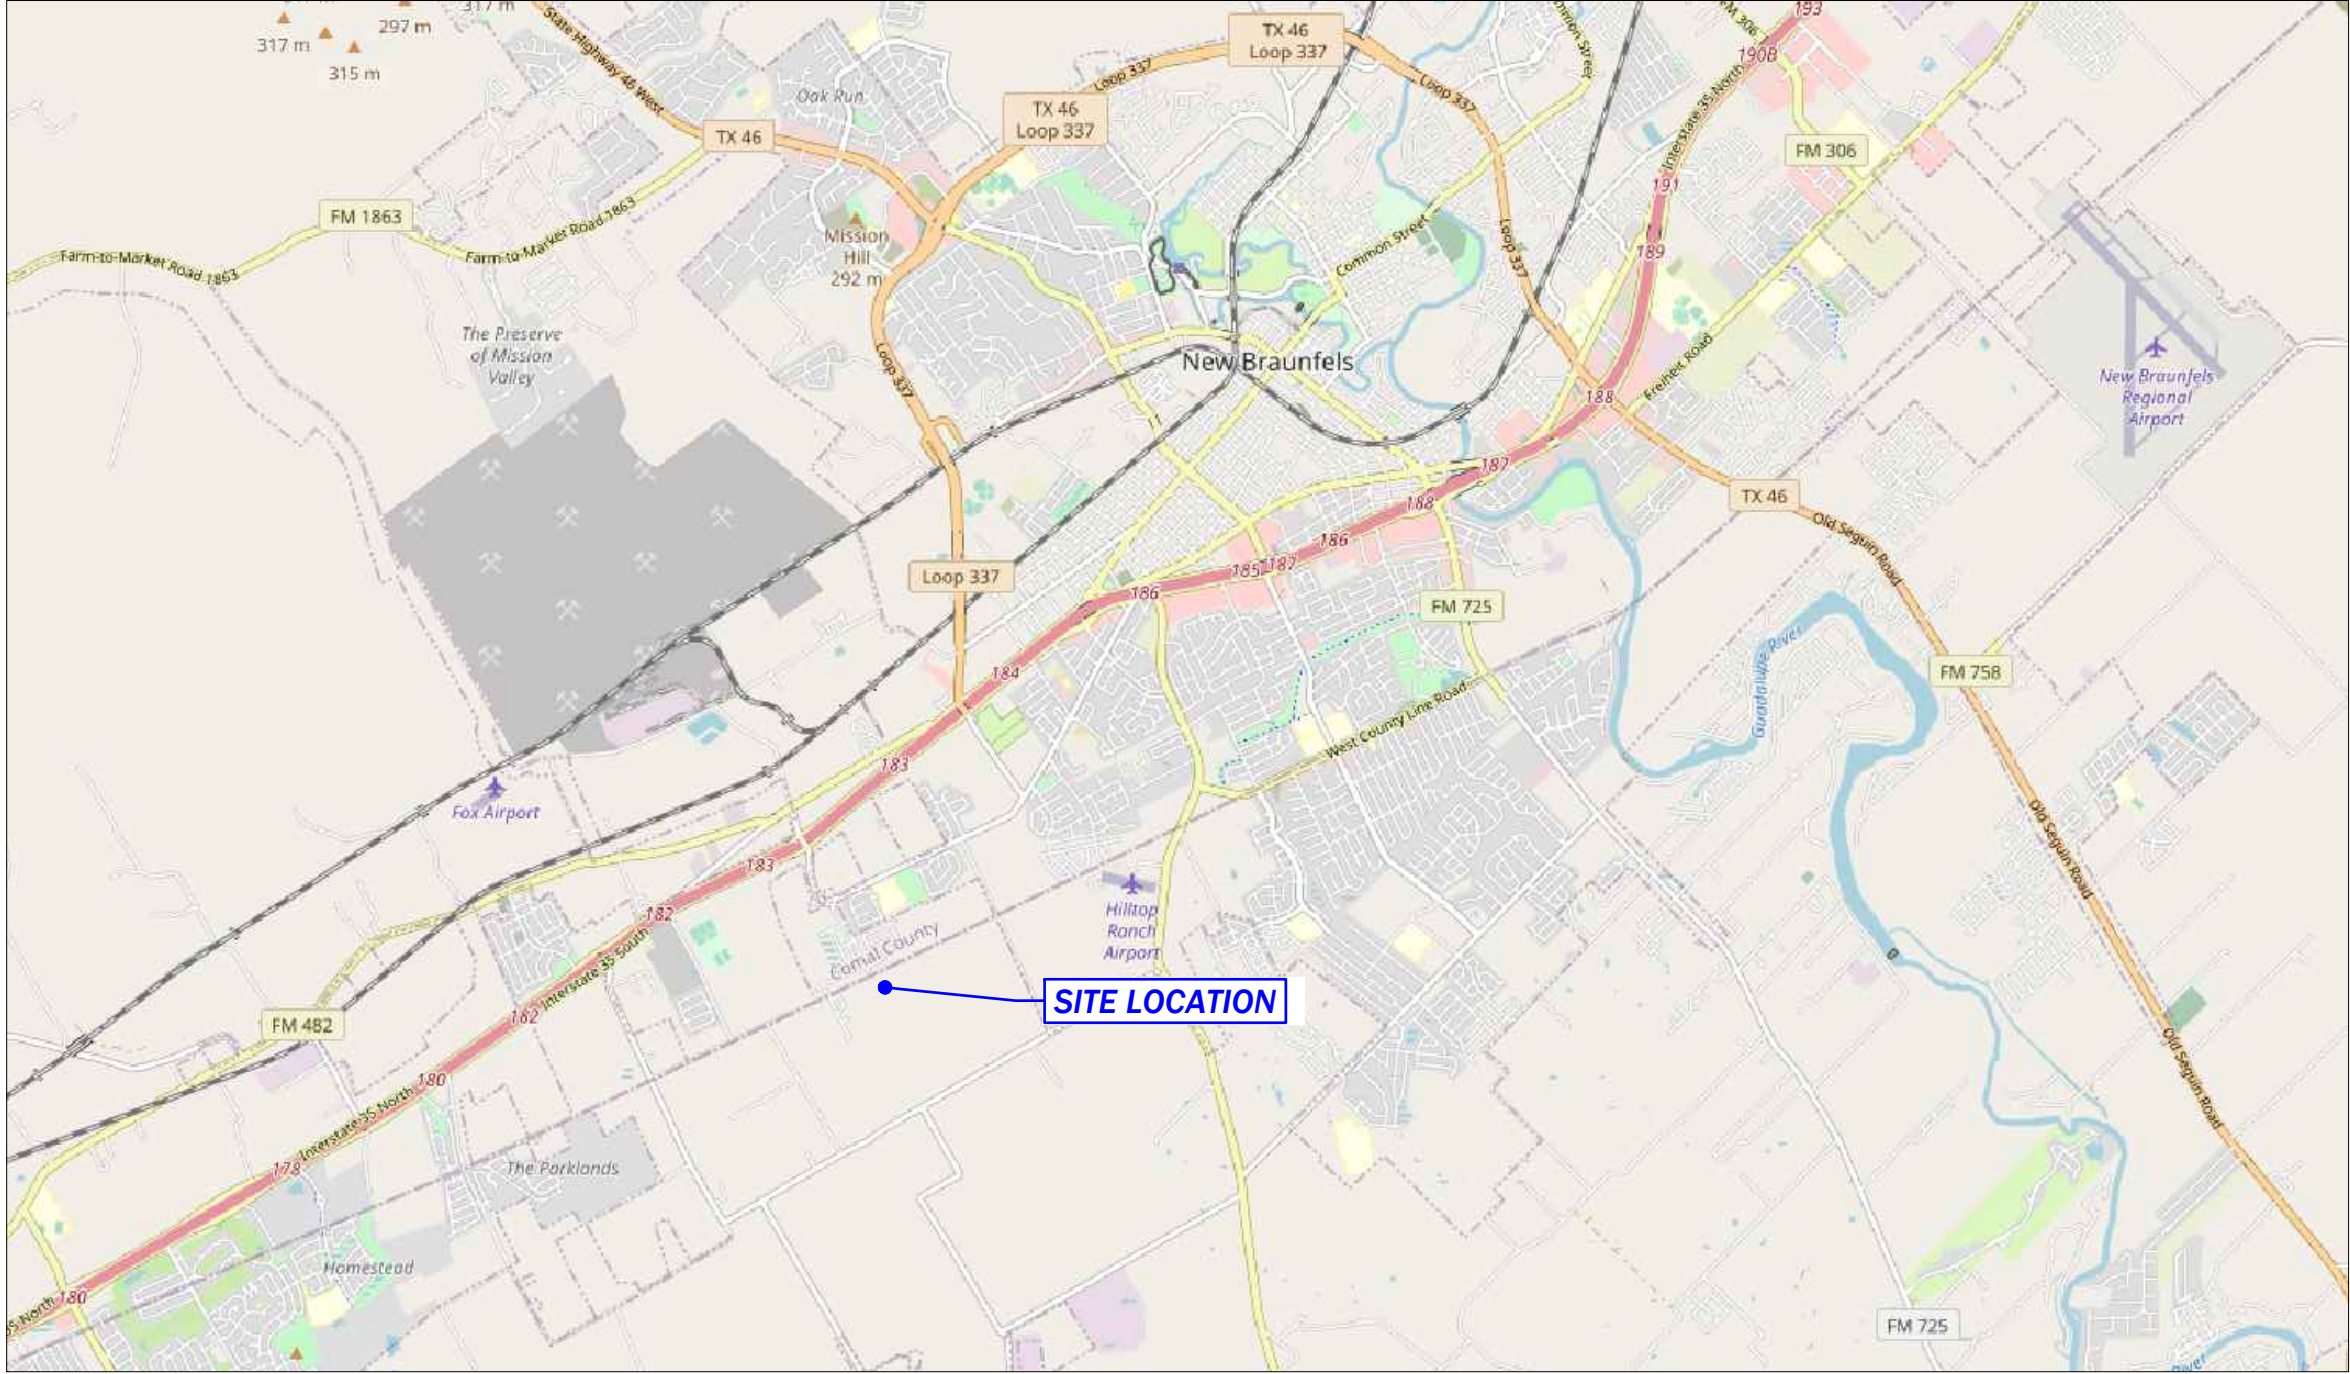 317 m
193
297 m
State Highway 46 West
FM 306
317 m
TX 46
Loop 337
190B
315 m
Loop 337
Loop 337
Interstate 35 North
Oak Run
TX 46
Loop 337
TX 46
FM 306
191
FM 1863
Farm-to-Market Road 1863
Farm-to-Market Road 1863
Mission
Hill
292 m
Common Street
Loop 337
189
The Preserve
of Mission
Valley
Loop 337
New Braunfels
Freiheit Road
New Braunfels
Regional
Airport
188
187
188
TX 46
Old Seguin Road
186
185
187
Loop 337
186
FM 725
184
Guadalupe River
FM 758
West County Line Road
183
Fox Airport
Old Seguin Road
183
182
Hilltop
Ranch
Airport
Comal County
Interstate 35 South
SITE LOCATION
182
FM 482
Old Seguin Road
180
Interstate 35 North
178
The Parklands
Homestead
180
35 North
FM 725
River